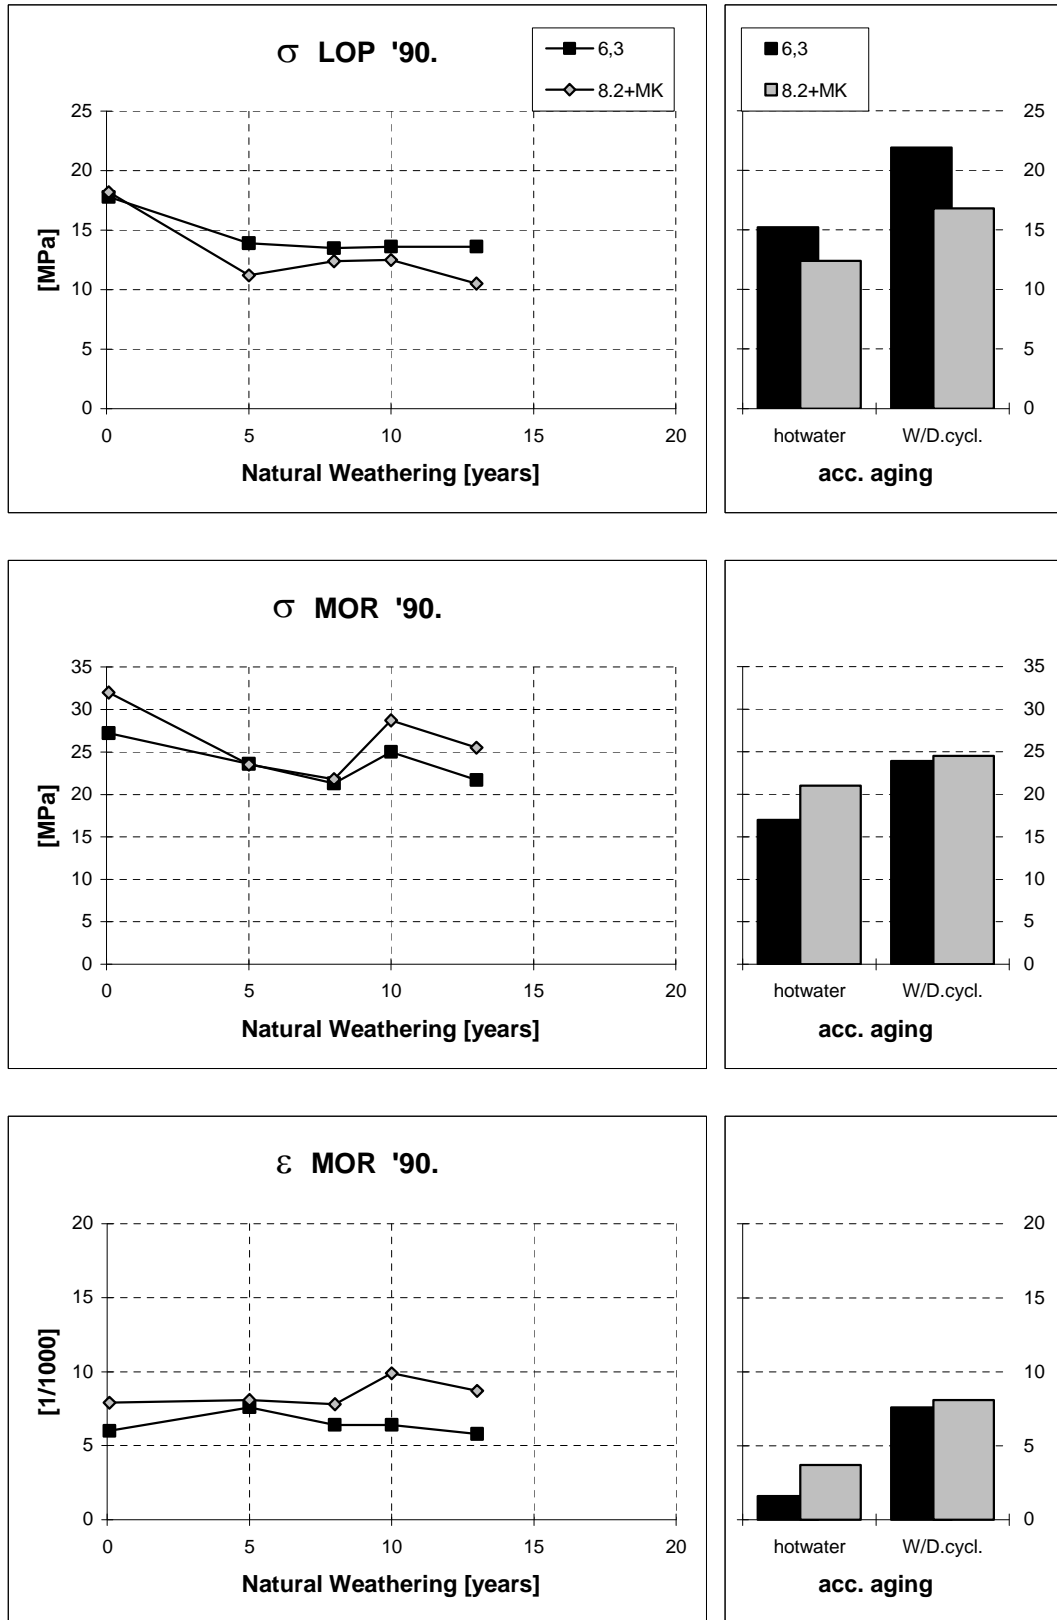 σ LOP '90.
6,3
8.2+MK
25
20
15
10
5
0
[MPa]
0 5 10 15 20
Natural Weathering [years]
6,3
8.2+MK
25
20
15
10
5
0
hotwater W/D.cycl.
acc. aging
σ MOR '90.
35
30
25
20
15
10
5
0
[MPa]
0 5 10 15 20
Natural Weathering [years]
35
30
25
20
15
10
5
0
hotwater W/D.cycl.
acc. aging
ε MOR '90.
20
15
10
5
0
[1/1000]
0 5 10 15 20
Natural Weathering [years]
20
15
10
5
0
hotwater W/D.cycl.
acc. aging